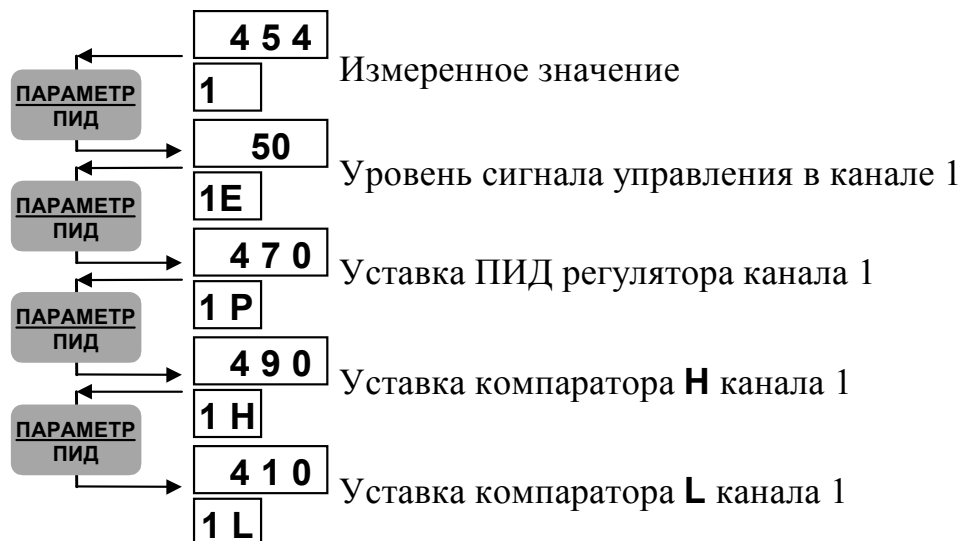 4 5 4
1
Измеренное значение
ПАРАМЕТР
ПИД
50
1E
Уровень сигнала управления в канале 1
ПАРАМЕТР
ПИД
4 7 0
1 P
Уставка ПИД регулятора канала 1
ПАРАМЕТР
ПИД
4 9 0
1 H
Уставка компаратора H канала 1
ПАРАМЕТР
ПИД
4 1 0
1 L
Уставка компаратора L канала 1